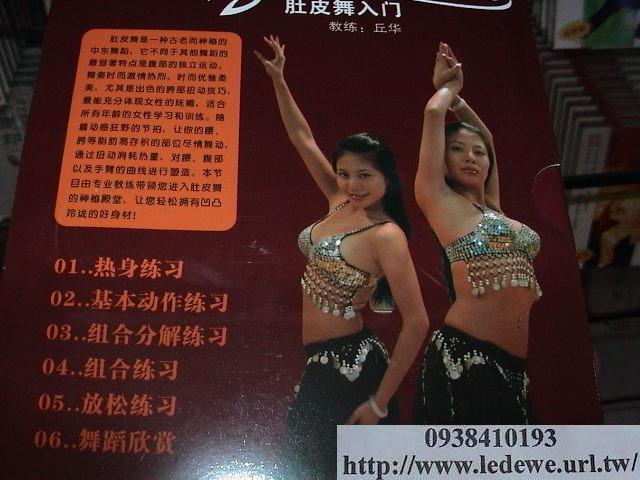 肚皮舞入门
教练：丘华
肚皮舞是一种古老而神秘的
中东舞蹈，它不同于其他舞蹈的
最显著特点是腹部的独立运动。
舞姿时而激情热烈，时而优雅柔
美，尤其是出色的胯部扭动技巧，
最能充分体现女性的妩媚，适合
所有年龄的女性学习和训练。随
着动感狂野的节拍，让你的腰、
胯等脂肪易存积的部位尽情舞动，
通过扭动消耗热量，对腰、腹部
以及手臂的曲线进行塑造。本节
目由专业教练带领您进入肚皮舞
的神秘殿堂，让您轻松拥有凹凸
玲珑的好身材！
01..热身练习
02..基本动作练习
03..组合分解练习
04..组合练习
05..放松练习
06..舞蹈欣赏
0938410193
http://www.ledewe.url.tw/